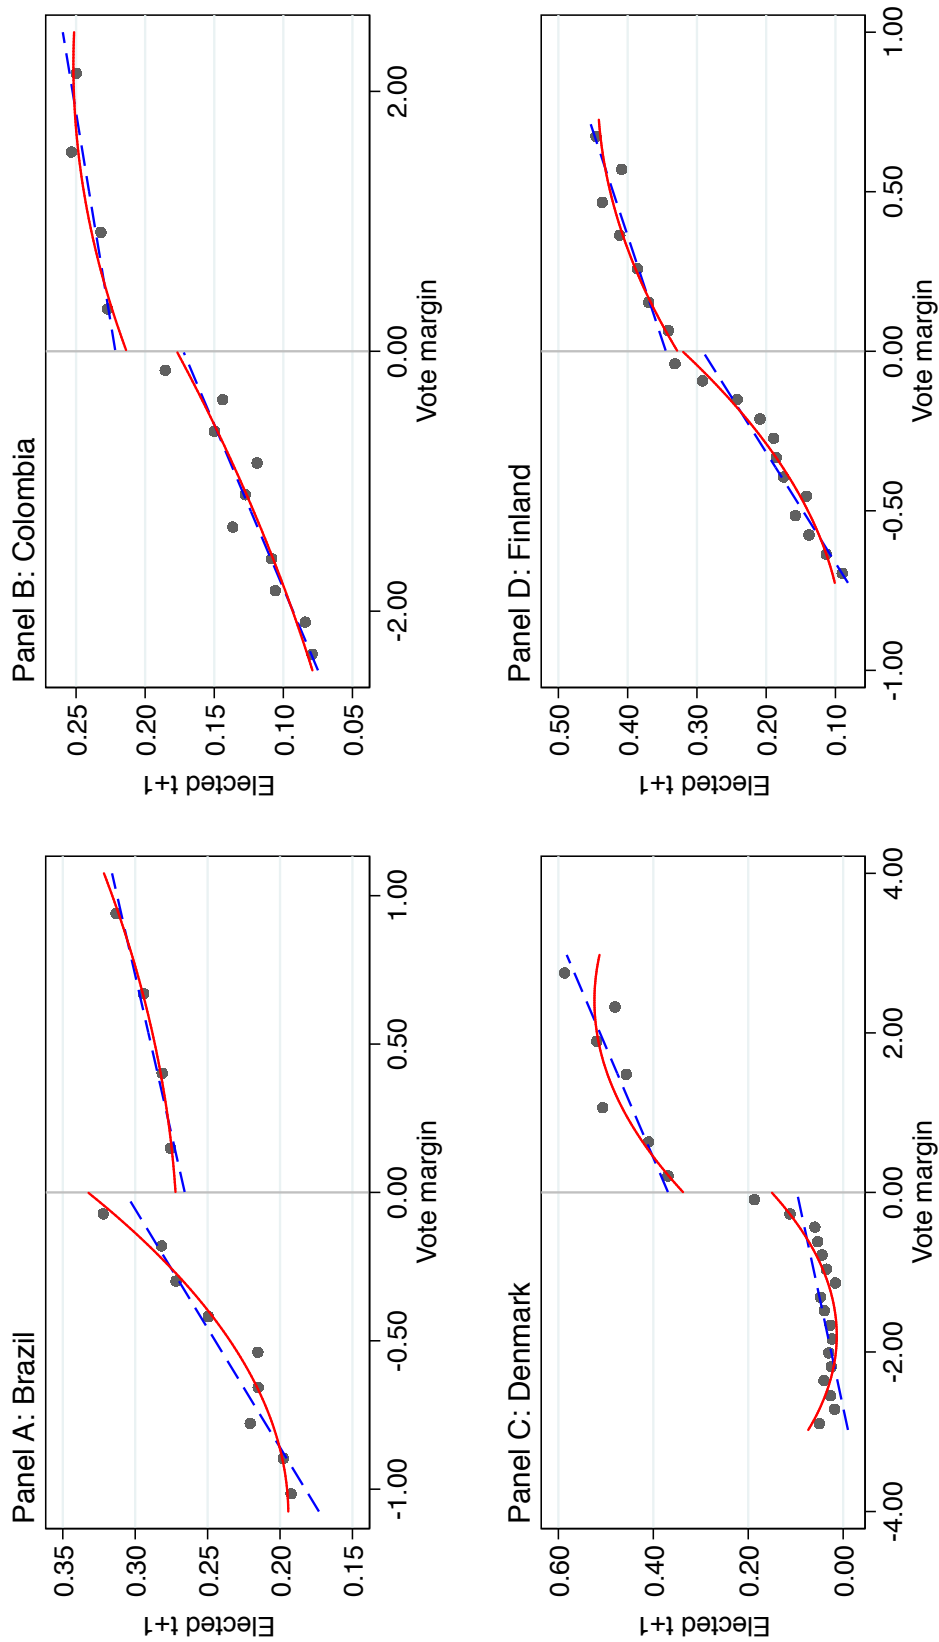 Panel A: Brazil
Elected t+1
0.35
0.30
0.25
0.20
0.15
-1.00 -0.50 0.00 0.50 1.00
Vote margin
Panel B: Colombia
Elected t+1
0.25
0.20
0.15
0.10
0.05
-2.00 0.00 2.00
Vote margin
Panel C: Denmark
Elected t+1
0.60
0.40
0.20
0.00
-4.00 -2.00 0.00 2.00 4.00
Vote margin
Panel D: Finland
Elected t+1
0.50
0.40
0.30
0.20
0.10
-1.00 -0.50 0.00 0.50 1.00
Vote margin